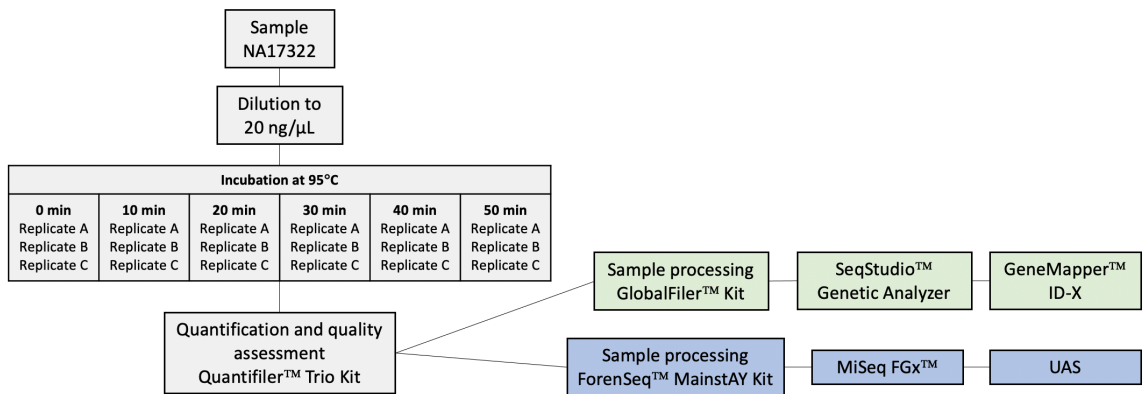 Sample
NA17322
Dilution to
20 ng/µL
Incubation at 95°C
0 min
Replicate A
Replicate B
Replicate C
10 min
Replicate A
Replicate B
Replicate C
20 min
Replicate A
Replicate B
Replicate C
30 min
Replicate A
Replicate B
Replicate C
40 min
Replicate A
Replicate B
Replicate C
50 min
Replicate A
Replicate B
Replicate C
Quantification and quality
assessment
Quantifiler™ Trio Kit
Sample processing
GlobalFiler™ Kit
SeqStudio™
Genetic Analyzer
GeneMapper™
ID-X
Sample processing
ForenSeq™ MainstAY Kit
MiSeq FGx™
UAS